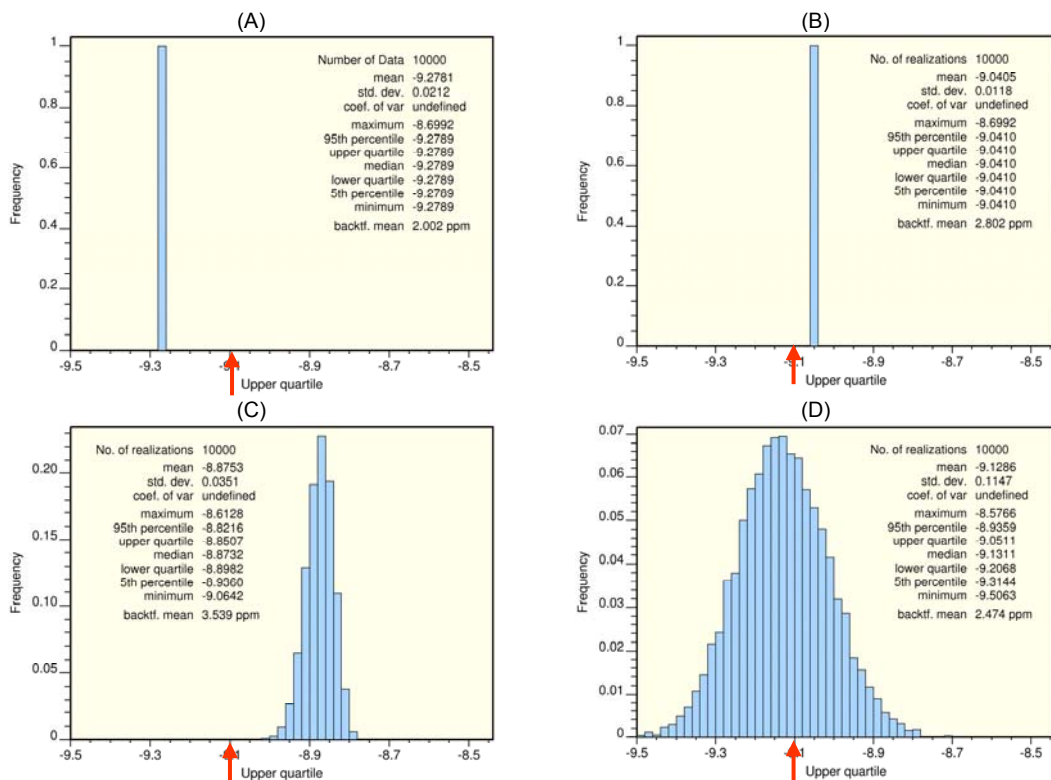 (A)
Frequency
1
0.8
0.6
0.4
0.2
0
Number of Data 10000
mean -9.2781
std. dev. 0.0212
coef. of var undefined
maximum -8.6992
95th percentile -9.2789
upper quartile -9.2789
median -9.2789
lower quartile -9.2789
5th percentile -9.2789
minimum -9.2789
backtf. mean 2.002 ppm
-9.5 -9.3 -9.1 -8.9 -8.7 -8.5
Upper quartile
(B)
Frequency
1
0.8
0.6
0.4
0.2
0
No. of realizations 10000
mean -9.0405
std. dev. 0.0118
coef. of var undefined
maximum -8.6992
95th percentile -9.0410
upper quartile -9.0410
median -9.0410
lower quartile -9.0410
5th percentile -9.0410
minimum -9.0410
backtf. mean 2.802 ppm
-9.5 -9.3 -9.1 -8.9 -8.7 -8.5
Upper quartile
(C)
Frequency
0.20
0.15
0.10
0.05
0
No. of realizations 10000
mean -8.8753
std. dev. 0.0351
coef. of var undefined
maximum -8.6128
95th percentile -8.8216
upper quartile -8.8507
median -8.8732
lower quartile -8.8982
5th percentile -8.9360
minimum -9.0642
backtf. mean 3.539 ppm
-9.5 -9.3 -9.1 -8.9 -8.7 -8.5
Upper quartile
(D)
Frequency
0.07
0.06
0.05
0.04
0.03
0.02
0.01
0.0
No. of realizations 10000
mean -9.1286
std. dev. 0.1147
coef. of var undefined
maximum -8.5766
95th percentile -8.9359
upper quartile -9.0511
median -9.1311
lower quartile -9.2068
5th percentile -9.3144
minimum -9.5063
backtf. mean 2.474 ppm
-9.5 -9.3 -9.1 -8.9 -8.7 -8.5
Upper quartile